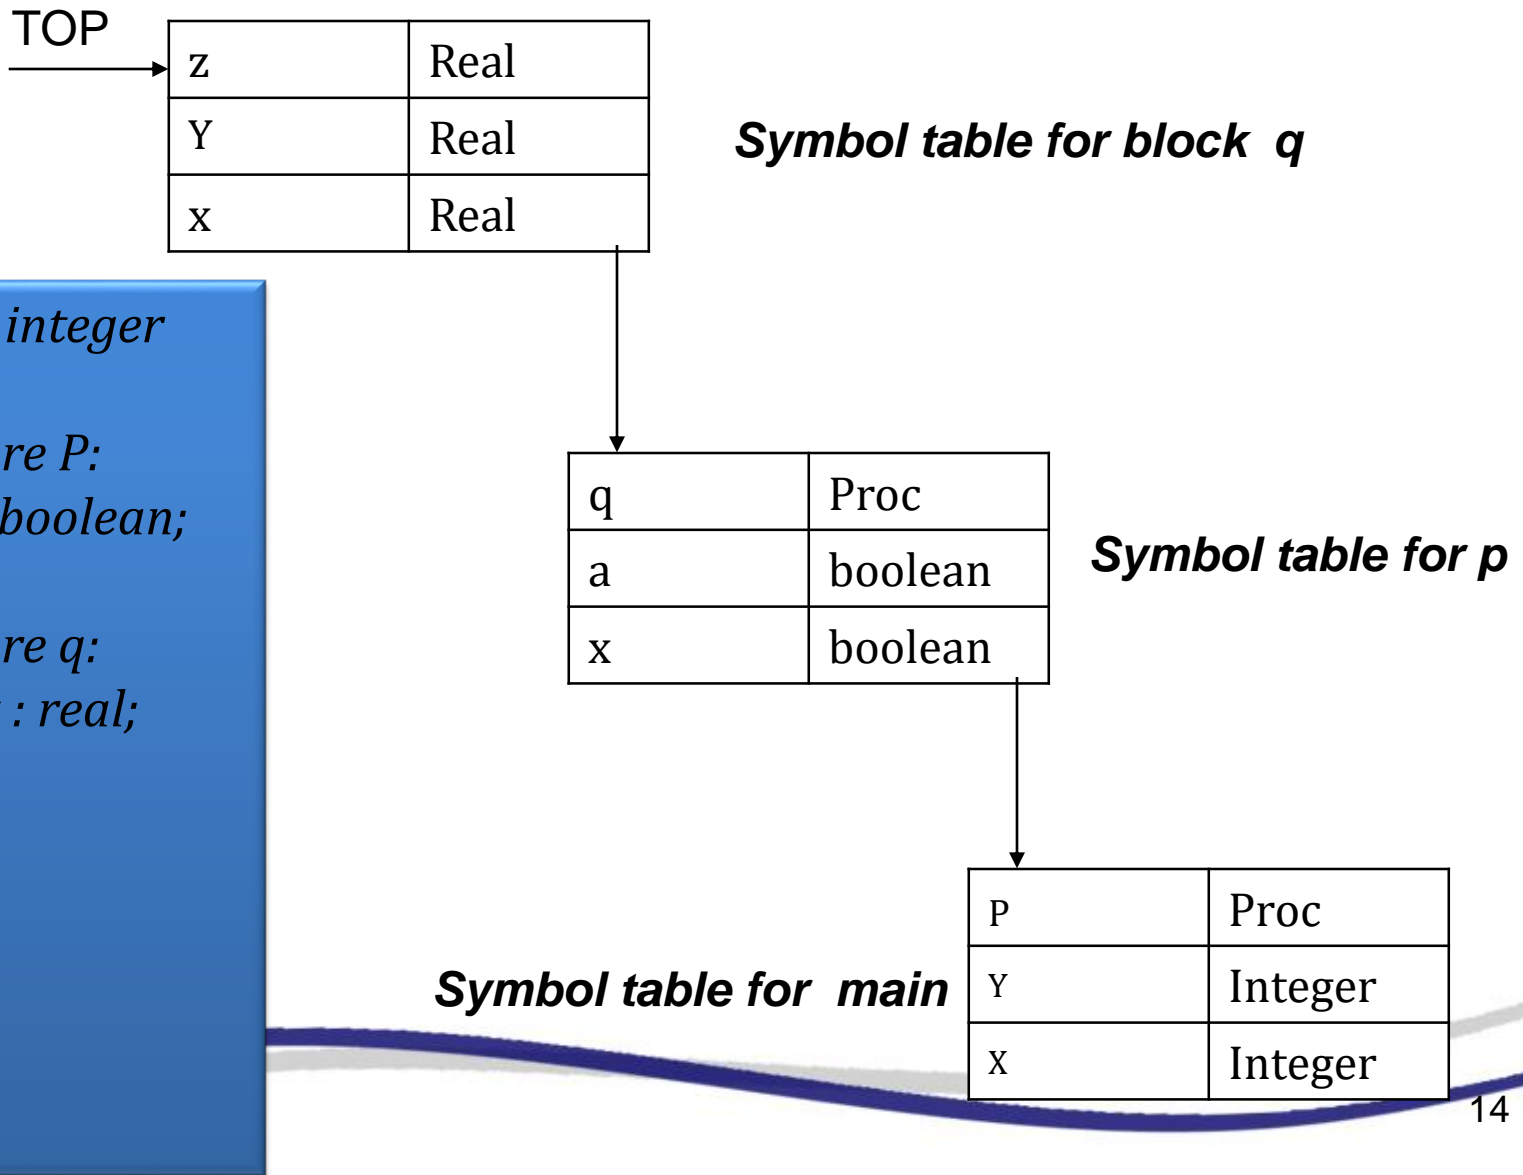 TOP
z Real
Y Real
x Real
Symbol table for block q
integer
re P:
boolean;
re q:
: real;
q Proc
a boolean
x boolean
Symbol table for p
P Proc
Y Integer
X Integer
Symbol table for main
14